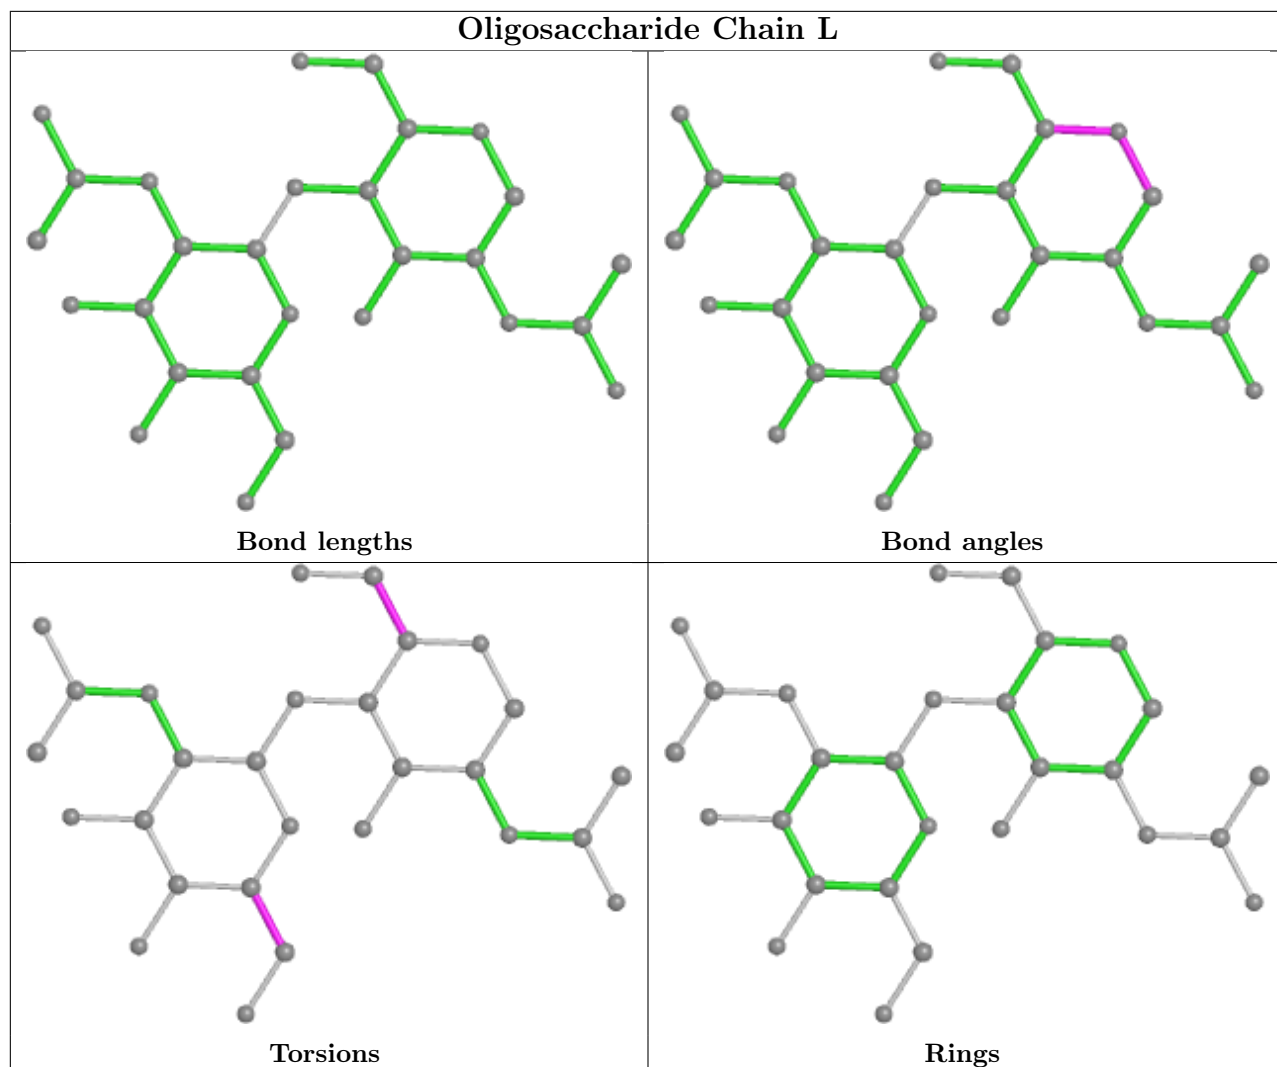 Oligosaccharide Chain L
Bond lengths
Bond angles
Torsions
Rings